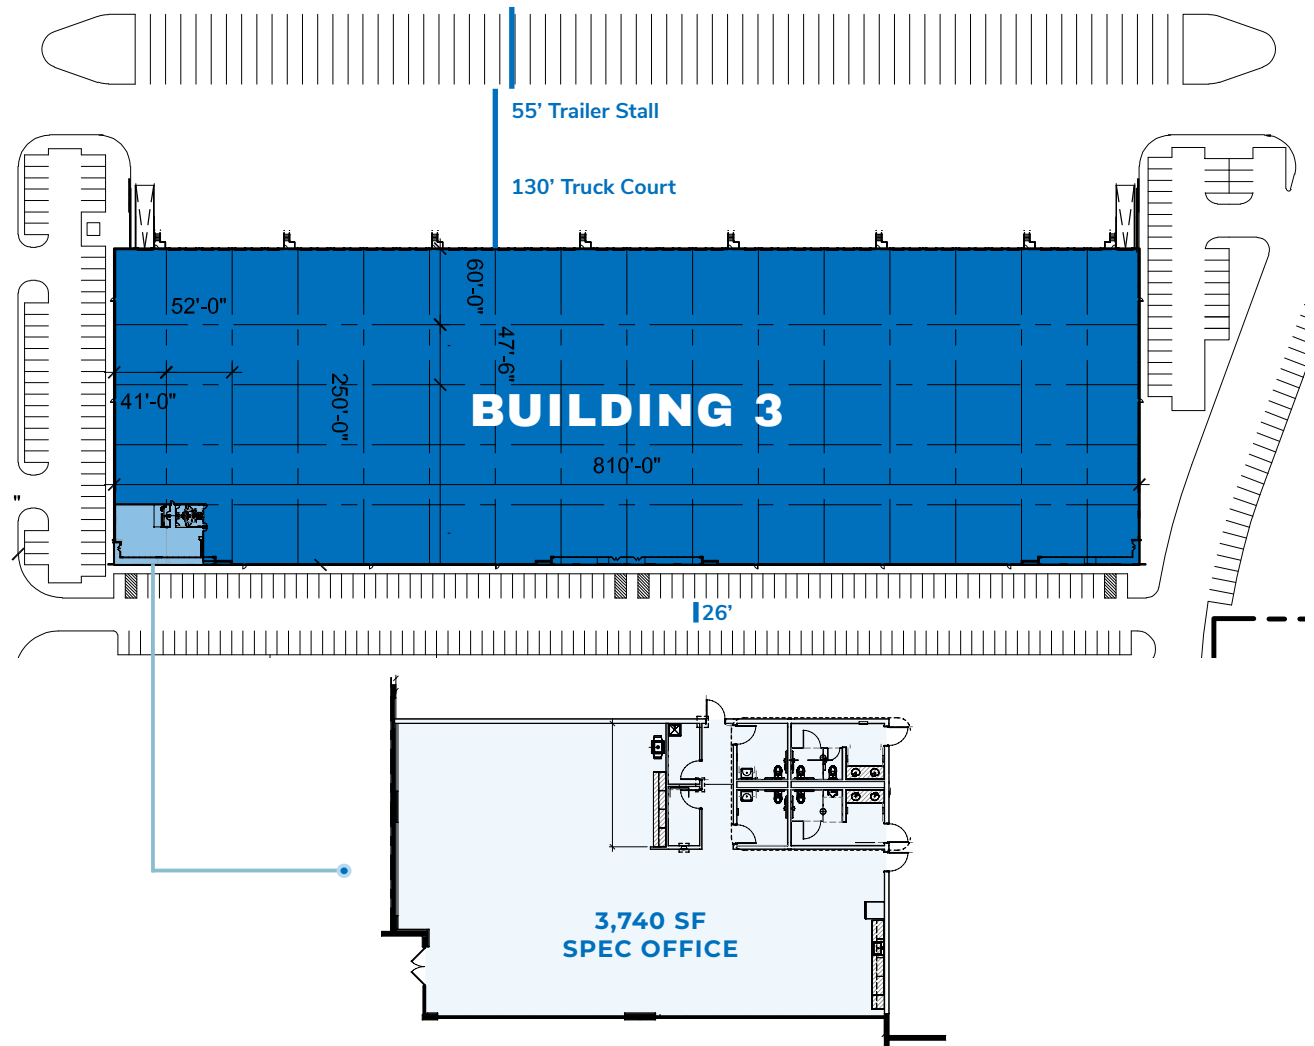 55’ Trailer Stall
130’ Truck Court
60'-0"
52'-0"
47'-6"
41'-0"
250'-0"
BUILDING 3
810'-0"
"
26’
3,740 SF
SPEC OFFICE